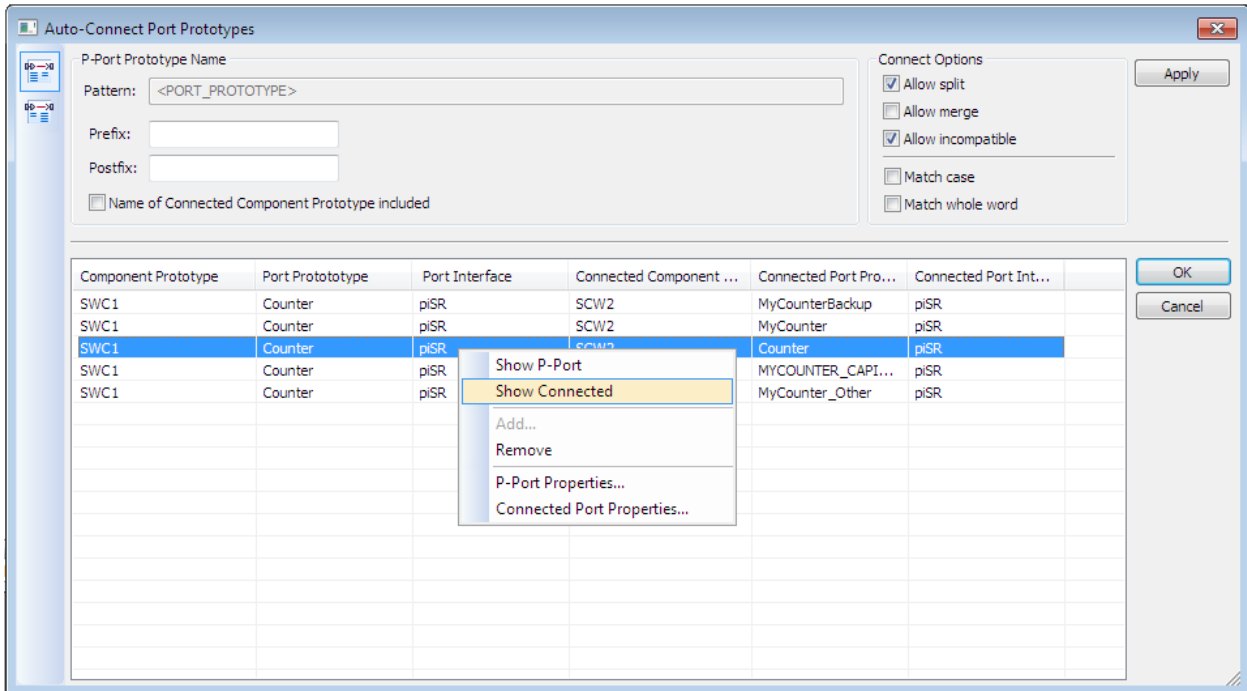 Auto-Connect Port Prototypes
P-Port Prototype Name
Pattern: <PORT_PROTOTYPE>
Prefix:
Postfix:
Name of Connected Component Prototype included
Connect Options
Allow split
Allow merge
Allow incompatible
Match case
Match whole word
Apply
Component Prototype Port Protototype Port Interface Connected Component ... Connected Port Pro... Connected Port Int...
SWC1 Counter piSR SCW2 MyCounterBackup piSR
SWC1 Counter piSR SCW2 MyCounter piSR
SWC1 Counter piSR SCW2 Counter piSR
SWC1 Counter piSR MYCOUNTER_CAPI... piSR
SWC1 Counter piSR MyCounter_Other piSR
Show P-Port
Show Connected
Add...
Remove
P-Port Properties...
Connected Port Properties...
OK
Cancel